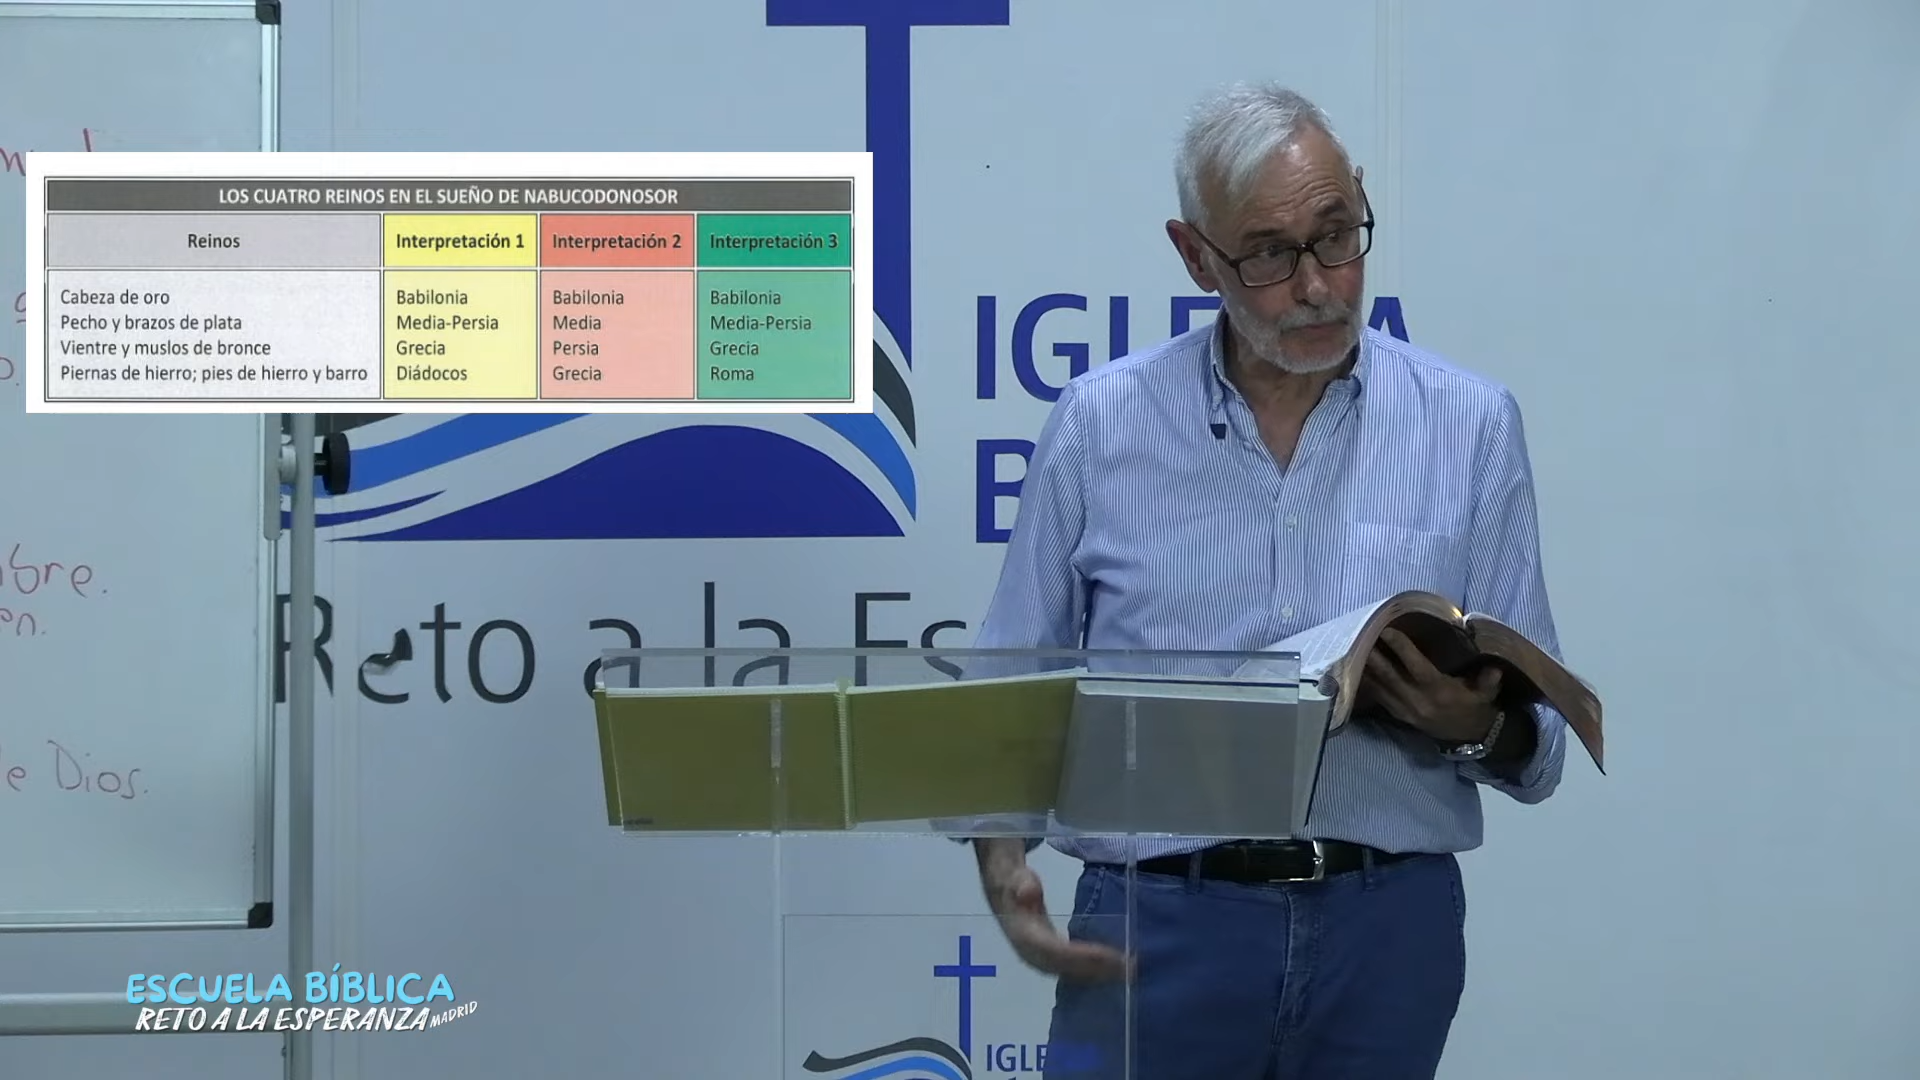 LOS CUATRO REINOS EN EL SUEÑO DE NABUCODONOSOR
Reinos Interpretación 1 Interpretación 2 Interpretación 3
Cabeza de oro Babilonia Babilonia Babilonia
Pecho y brazos de plata Media-Persia Media Media-Persia
Vientre y muslos de bronce Grecia Persia Grecia
Piernas de hierro; pies de hierro y barro Diádocos Grecia Roma
Reto a la Es
le Dios.
ESCUELA BÍBLICA
RETO A LA ESPERANZA MADRID